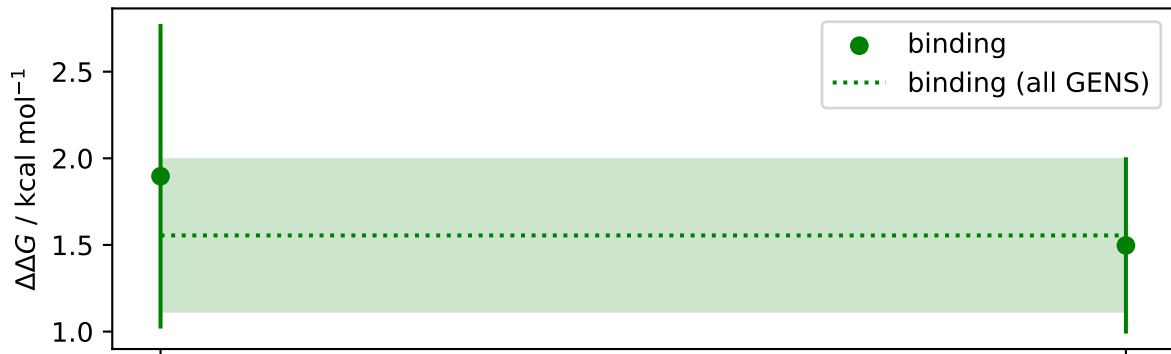 ΔΔG / kcal mol⁻¹
2.5
2.0
1.5
1.0
binding
binding (all GENS)